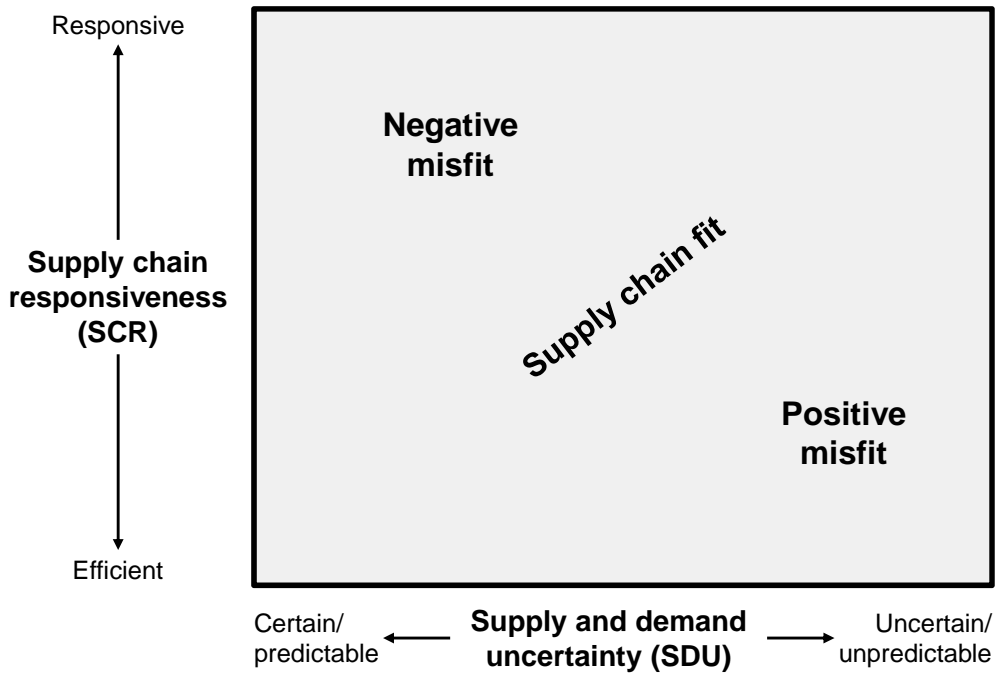 Responsive
Negative
misfit
Supply chain fit
Supply chain
responsiveness
(SCR)
Positive
misfit
Efficient
Certain/
predictable
Supply and demand
uncertainty (SDU)
Uncertain/
unpredictable